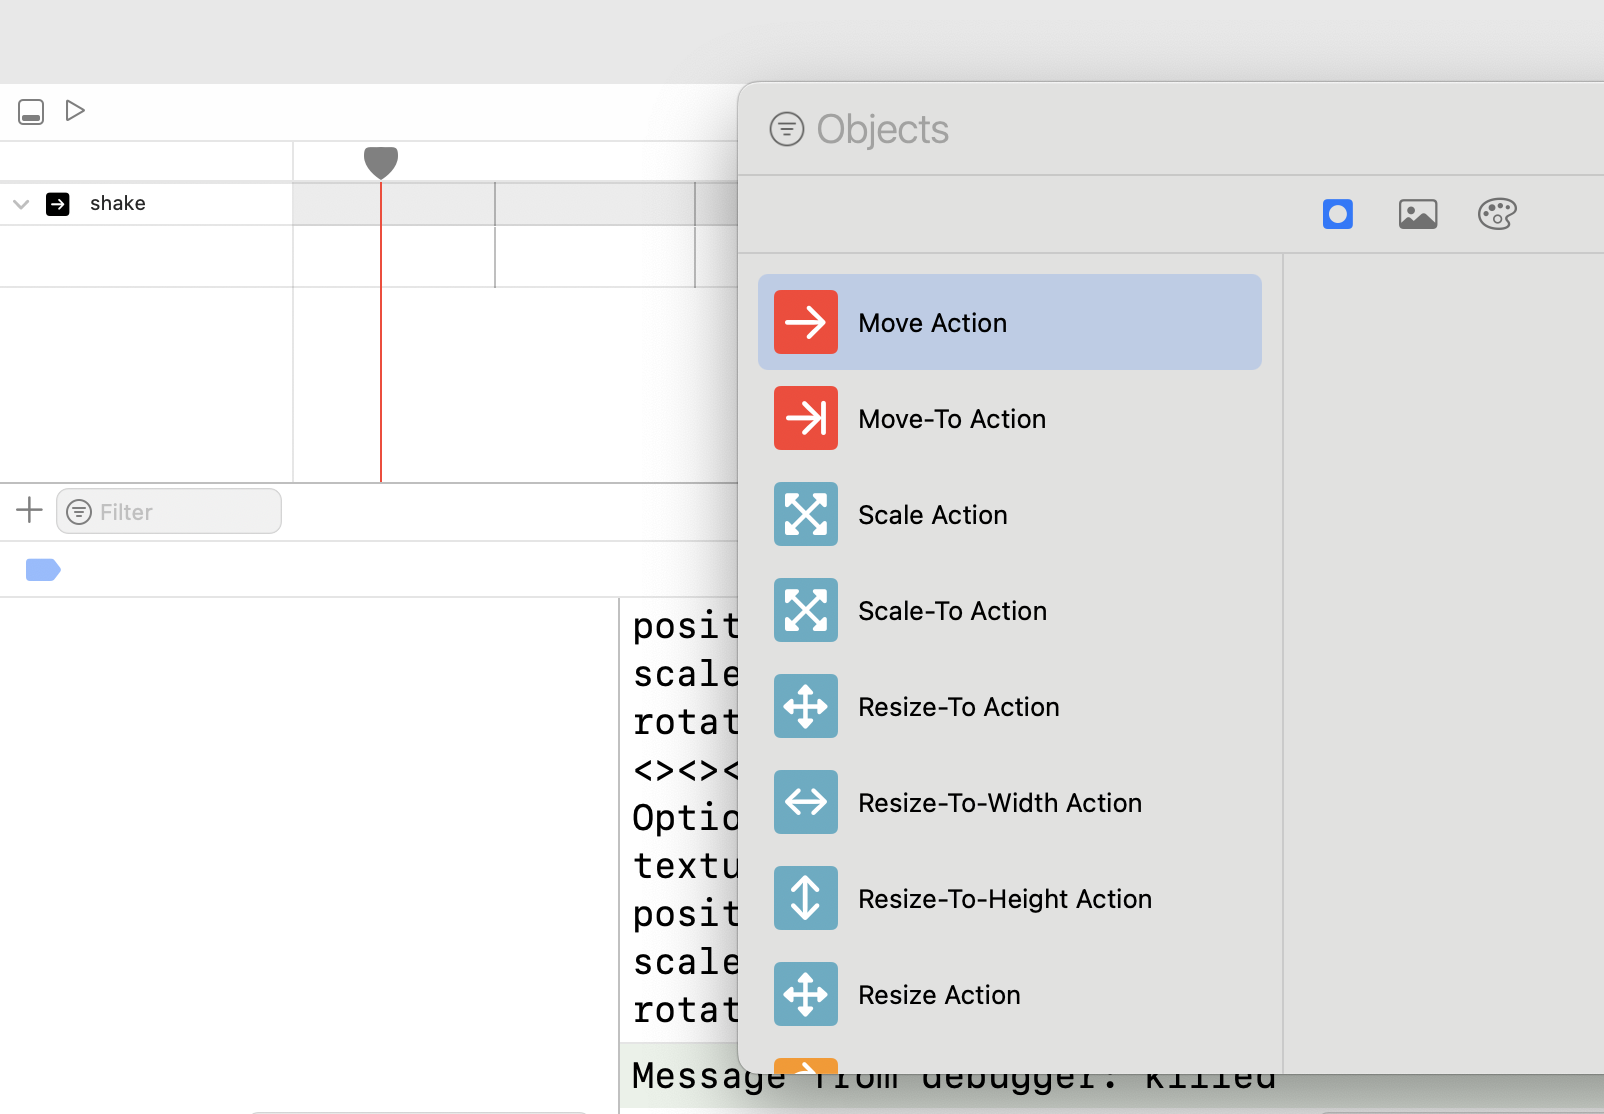 Objects
shake
Move Action
Move-To Action
Scale Action
Filter
Scale-To Action
posit
scale
Resize-To Action
rotat
<><><
Resize-To-Width Action
Optio
textu
Resize-To-Height Action
posit
scale
Resize Action
rotat
Message from debugger: killed